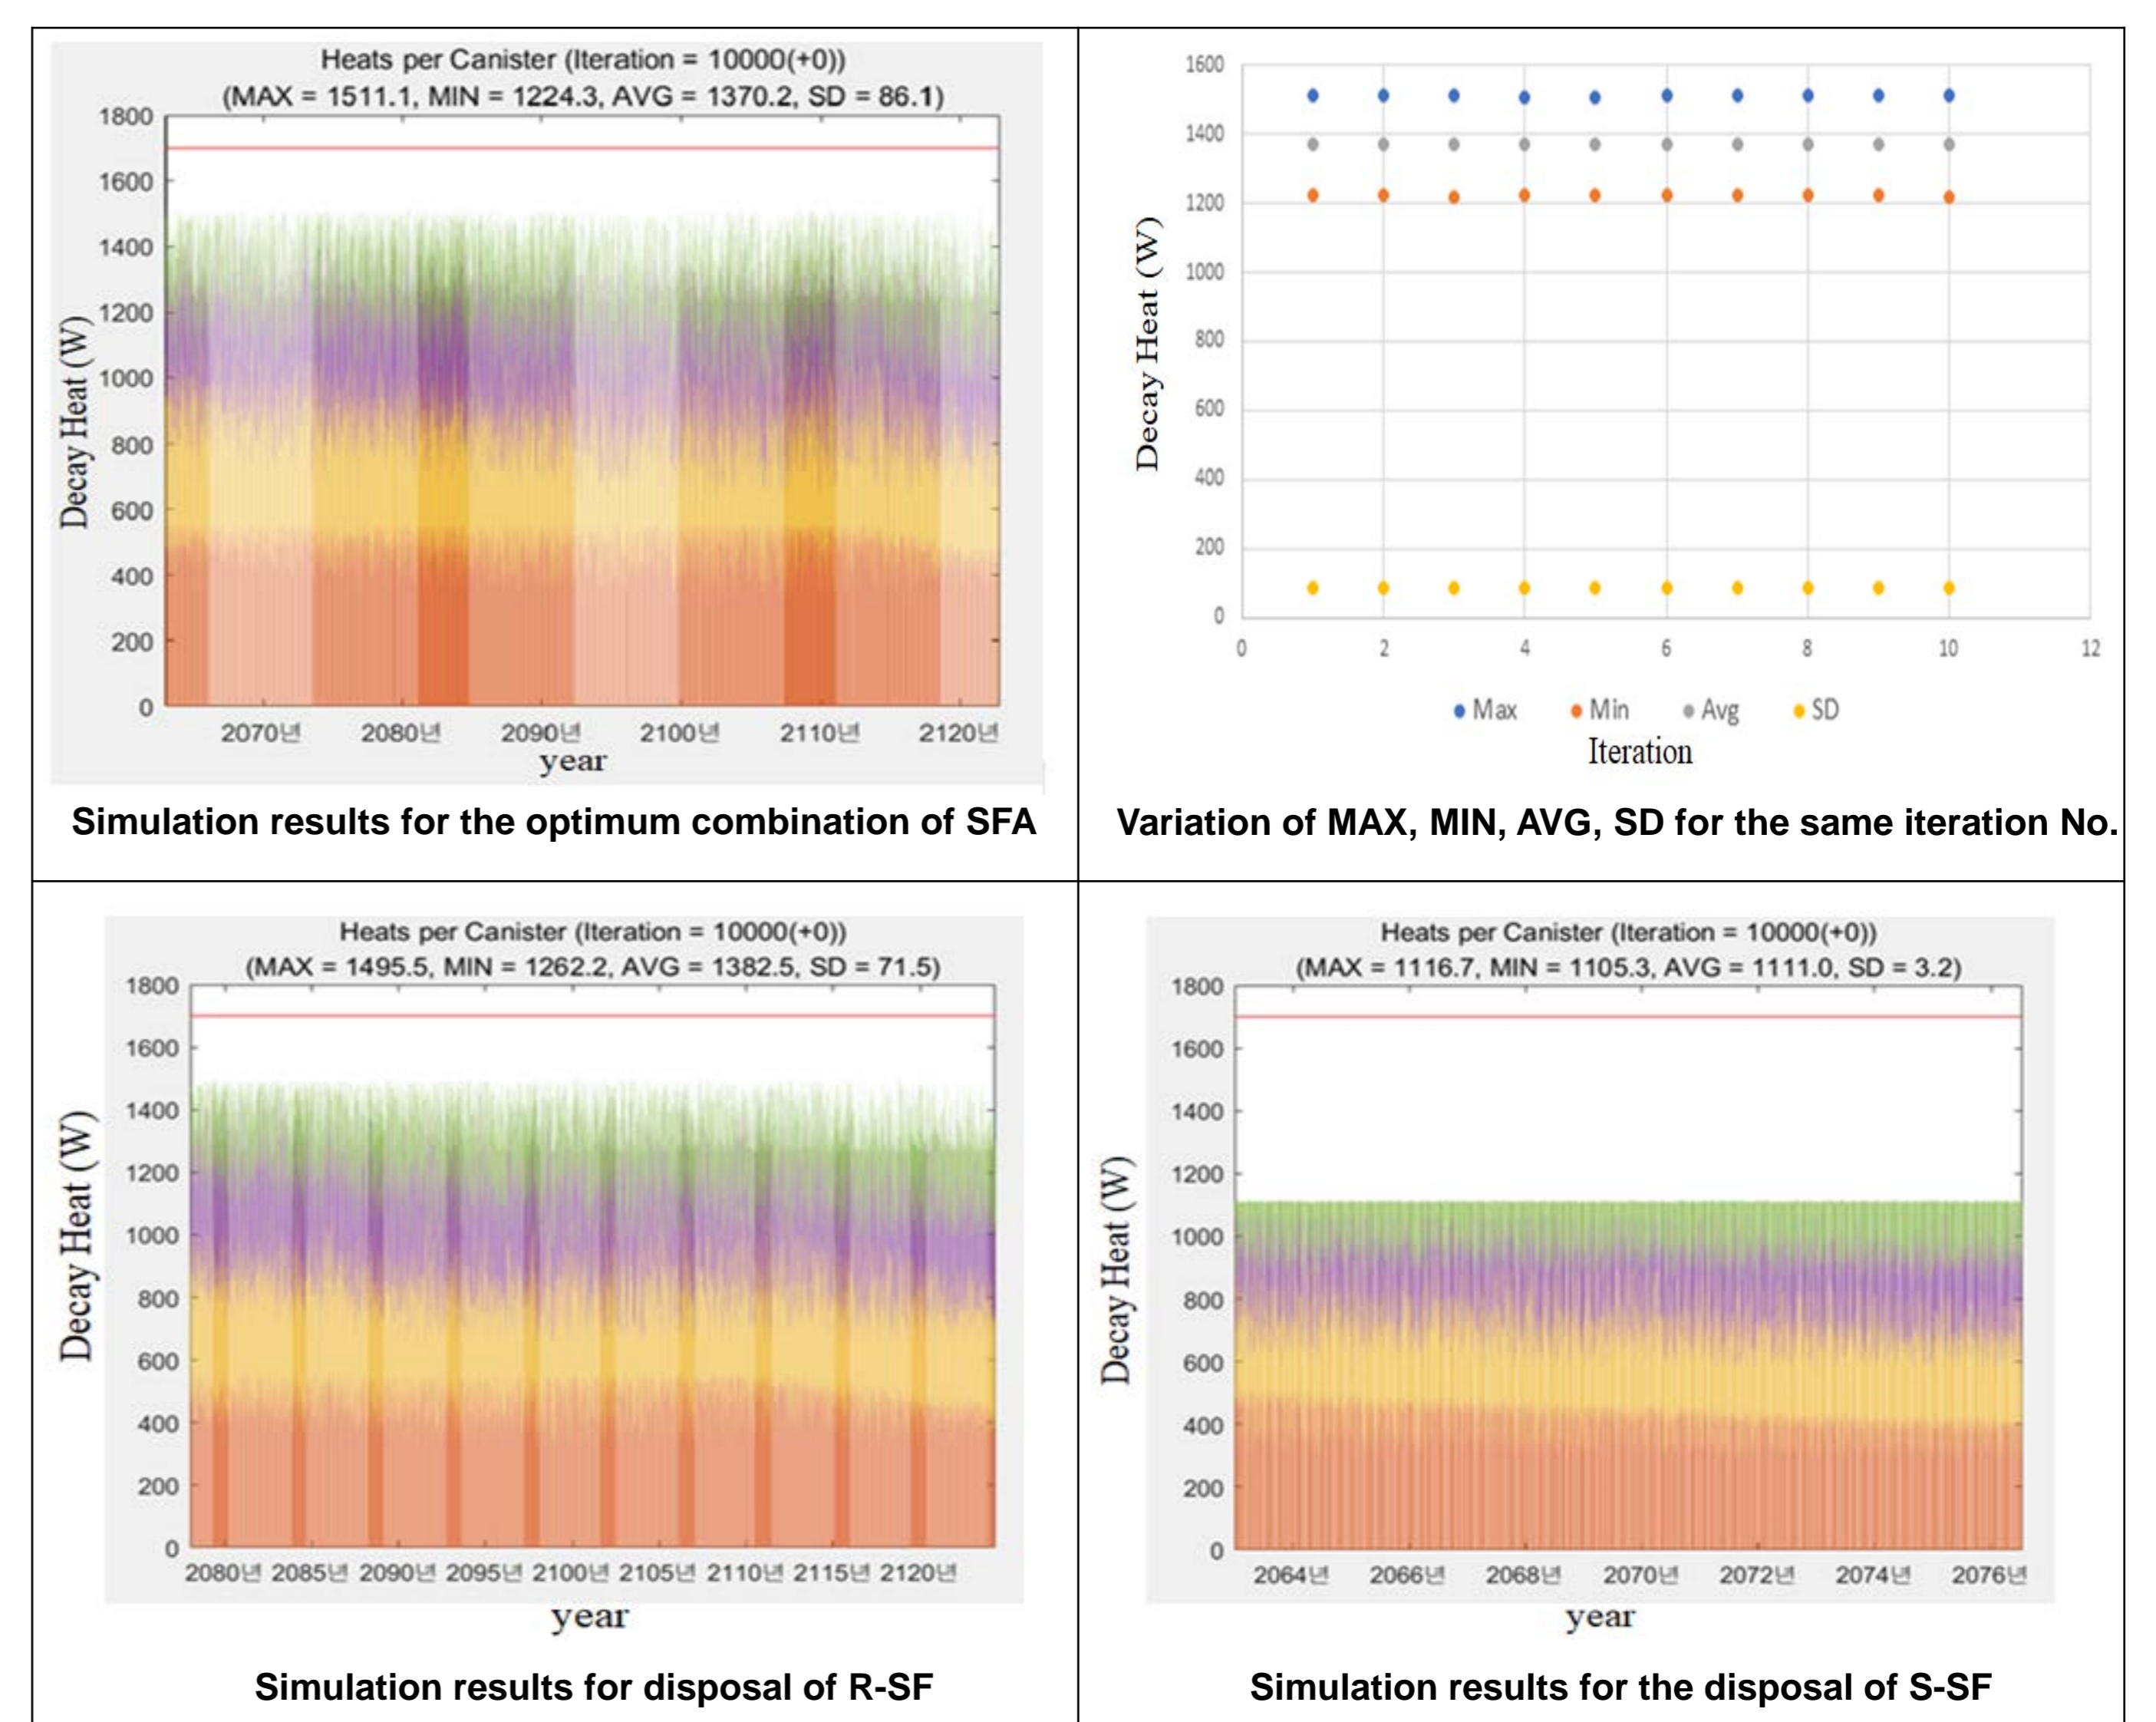 Heats per Canister (Iteration = 10000(+0))
(MAX = 1511.1, MIN = 1224.3, AVG = 1370.2, SD = 86.1)
1800
1600
1400
1200
1000
800
600
400
200
0
Decay Heat (W)
2070년 2080년 2090년 2100년 2110년 2120년
year
Simulation results for the optimum combination of SFA
1600
1400
1200
1000
800
600
400
200
0
Decay Heat (W)
0 2 4 6 8 10 12
Max Min Avg SD
Iteration
Variation of MAX, MIN, AVG, SD for the same iteration No.
Heats per Canister (Iteration = 10000(+0))
(MAX = 1495.5, MIN = 1262.2, AVG = 1382.5, SD = 71.5)
1800
1600
1400
1200
1000
800
600
400
200
0
Decay Heat (W)
2080년 2085년 2090년 2095년 2100년 2105년 2110년 2115년 2120년
year
Simulation results for disposal of R-SF
Heats per Canister (Iteration = 10000(+0))
(MAX = 1116.7, MIN = 1105.3, AVG = 1111.0, SD = 3.2)
1800
1600
1400
1200
1000
800
600
400
200
0
Decay Heat (W)
2064년 2066년 2068년 2070년 2072년 2074년 2076년
year
Simulation results for the disposal of S-SF